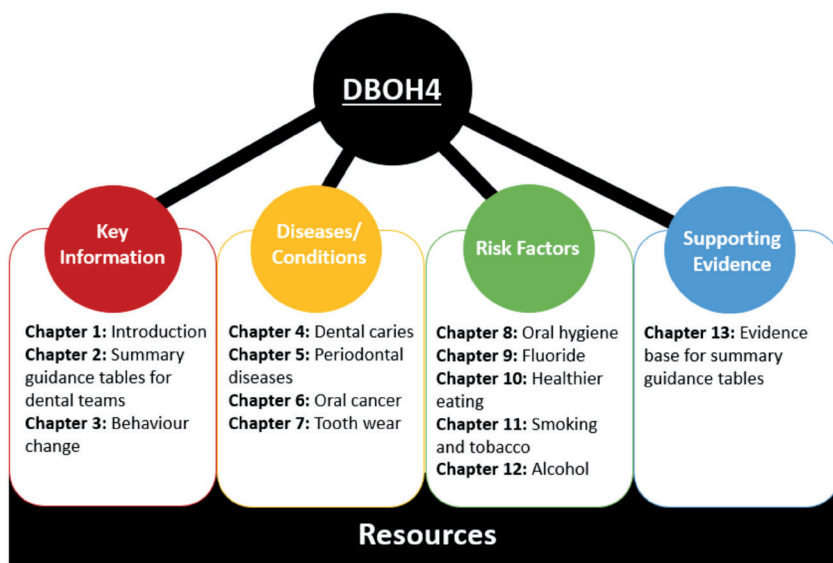 DBOH4
Key
Information
Chapter 1: Introduction
Chapter 2: Summary
guidance tables for
dental teams
Chapter 3: Behaviour
change
Diseases/
Conditions
Chapter 4: Dental caries
Chapter 5: Periodontal
diseases
Chapter 6: Oral cancer
Chapter 7: Tooth wear
Risk Factors
Chapter 8: Oral hygiene
Chapter 9: Fluoride
Chapter 10: Healthier
eating
Chapter 11: Smoking
and tobacco
Chapter 12: Alcohol
Supporting
Evidence
Chapter 13: Evidence
base for summary
guidance tables
Resources